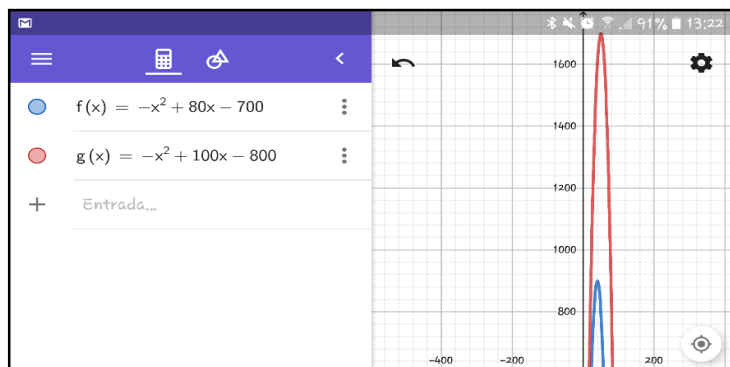 91% 13:22
f(x) = −x² + 80x − 700
g(x) = −x² + 100x − 800
Entrada...
1600
1400
1200
1000
800
-400 -200 200